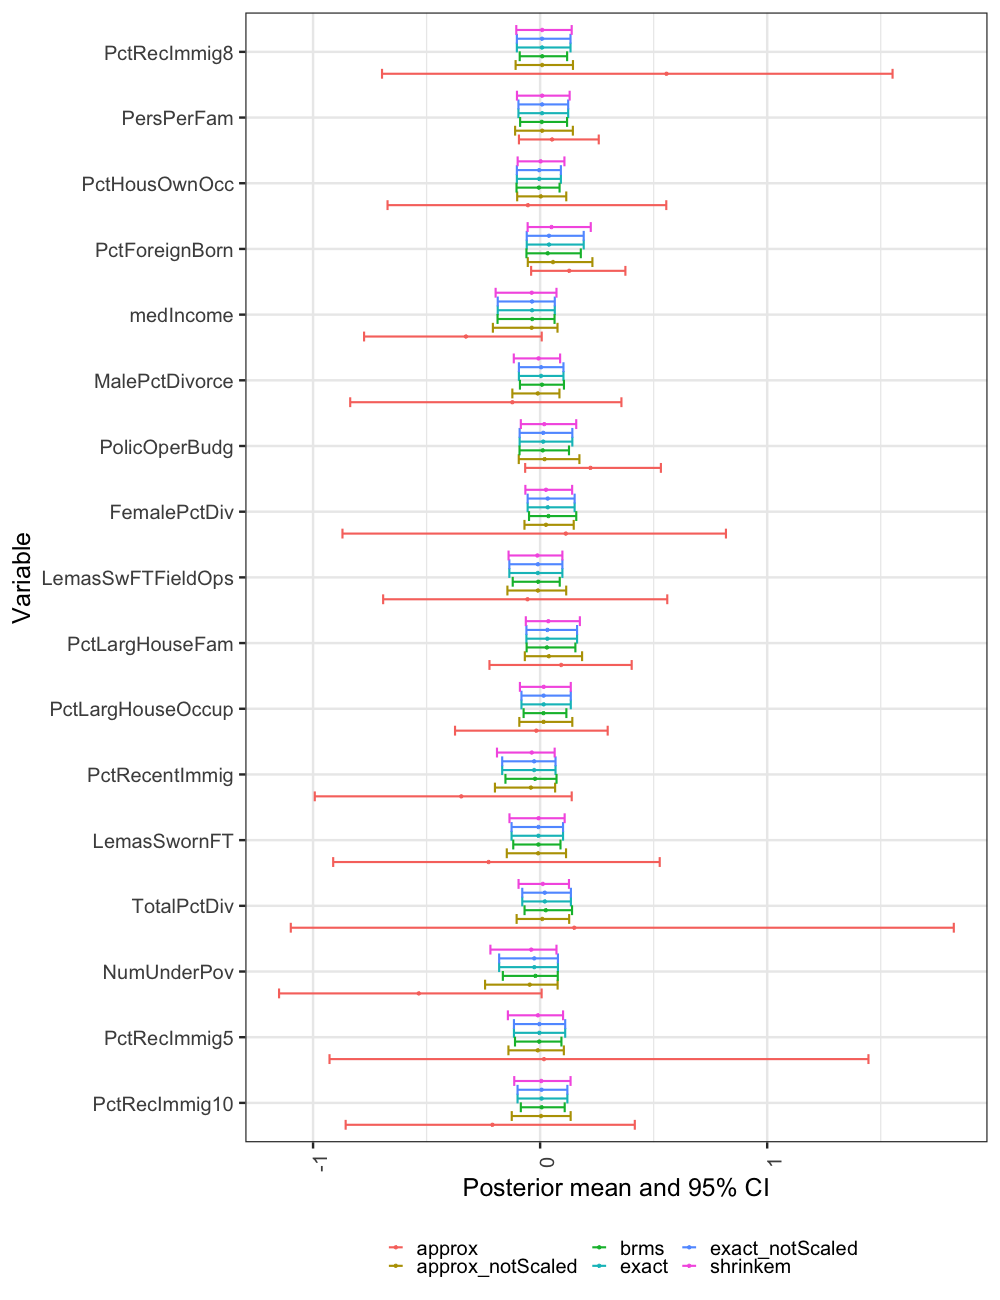 PctRecImmig8
PersPerFam
PctHousOwnOcc
PctForeignBorn
medIncome
MalePctDivorce
PolicOperBudg
FemalePctDiv
LemasSwFTFieldOps
PctLargHouseFam
PctLargHouseOccup
PctRecentImmig
LemasSwornFT
TotalPctDiv
NumUnderPov
PctRecImmig5
PctRecImmig10
Variable
-1 0 1
Posterior mean and 95% CI
approx brms exact_notScaled
approx_notScaled exact shrinkem